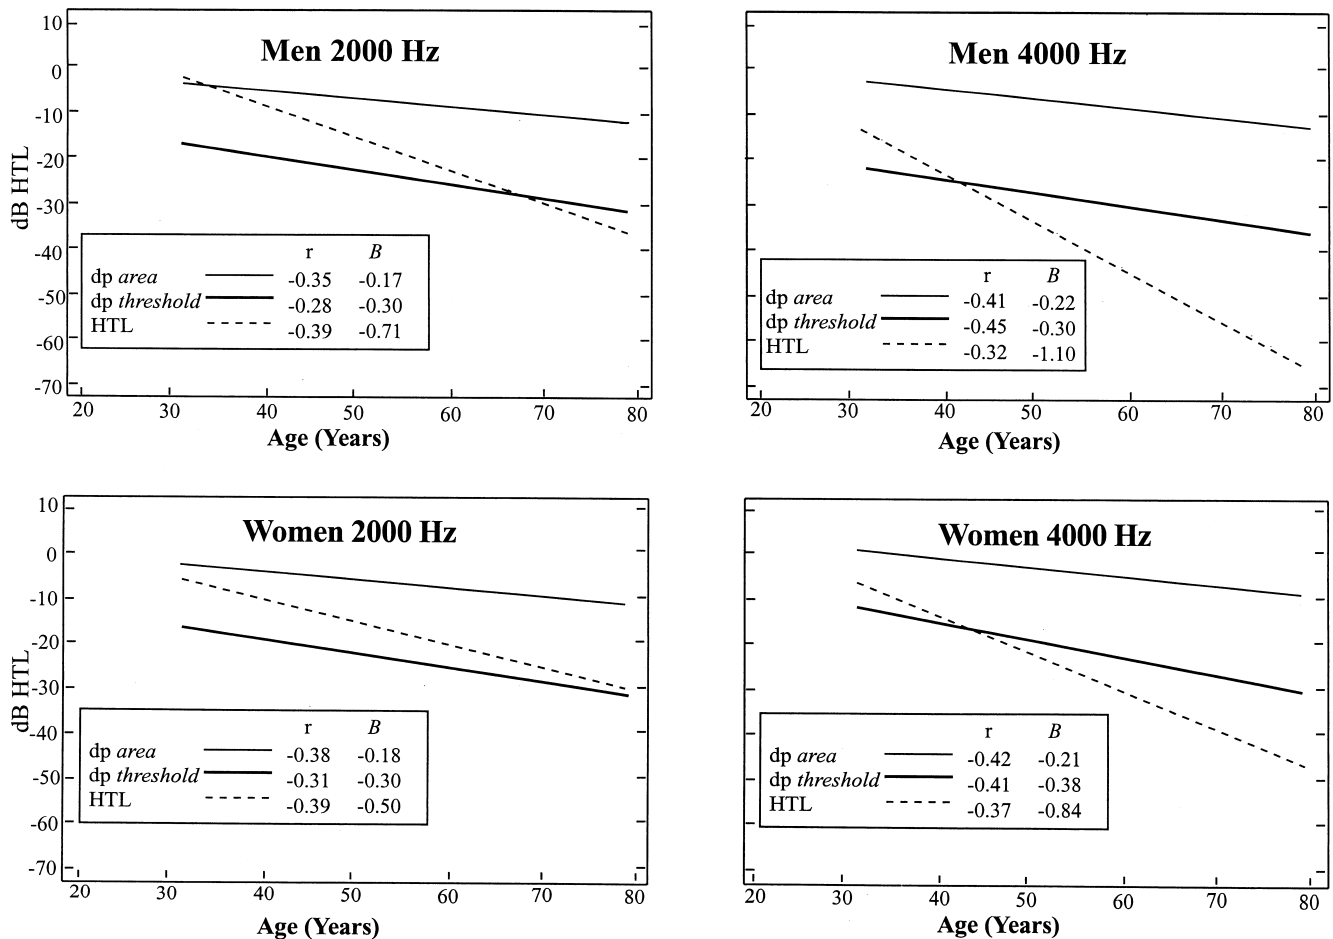 Men 2000 Hz
10
0
-10
-20
-30
-40
-50
-60
-70
dB HTL
r B
dp area -0.35 -0.17
dp threshold -0.28 -0.30
HTL -0.39 -0.71
20 30 40 50 60 70 80
Age (Years)
Men 4000 Hz
r B
dp area -0.41 -0.22
dp threshold -0.45 -0.30
HTL -0.32 -1.10
20 30 40 50 60 70 80
Age (Years)
Women 2000 Hz
10
0
-10
-20
-30
-40
-50
-60
-70
dB HTL
r B
dp area -0.38 -0.18
dp threshold -0.31 -0.30
HTL -0.39 -0.50
20 30 40 50 60 70 80
Age (Years)
Women 4000 Hz
r B
dp area -0.42 -0.21
dp threshold -0.41 -0.38
HTL -0.37 -0.84
20 30 40 50 60 70 80
Age (Years)